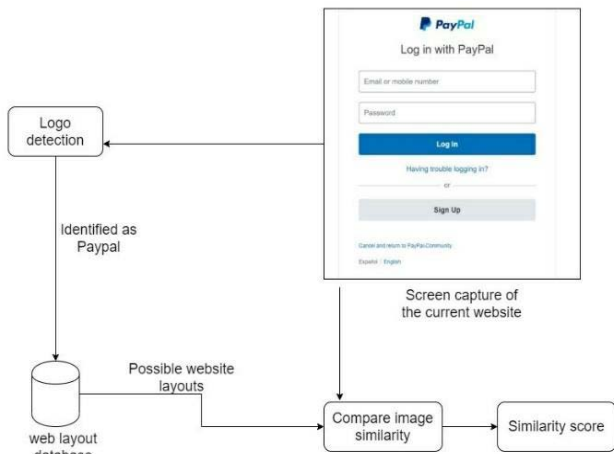 PayPal
Log in with PayPal
Email or mobile number
Password
Log in
Having trouble logging in?
or
Sign Up
Cancel and return to PayPal-Community
Español | English
Screen capture of
the current website
Logo
detection
Identified as
Paypal
Possible website
layouts
web layout
database
Compare image
similarity
Similarity score